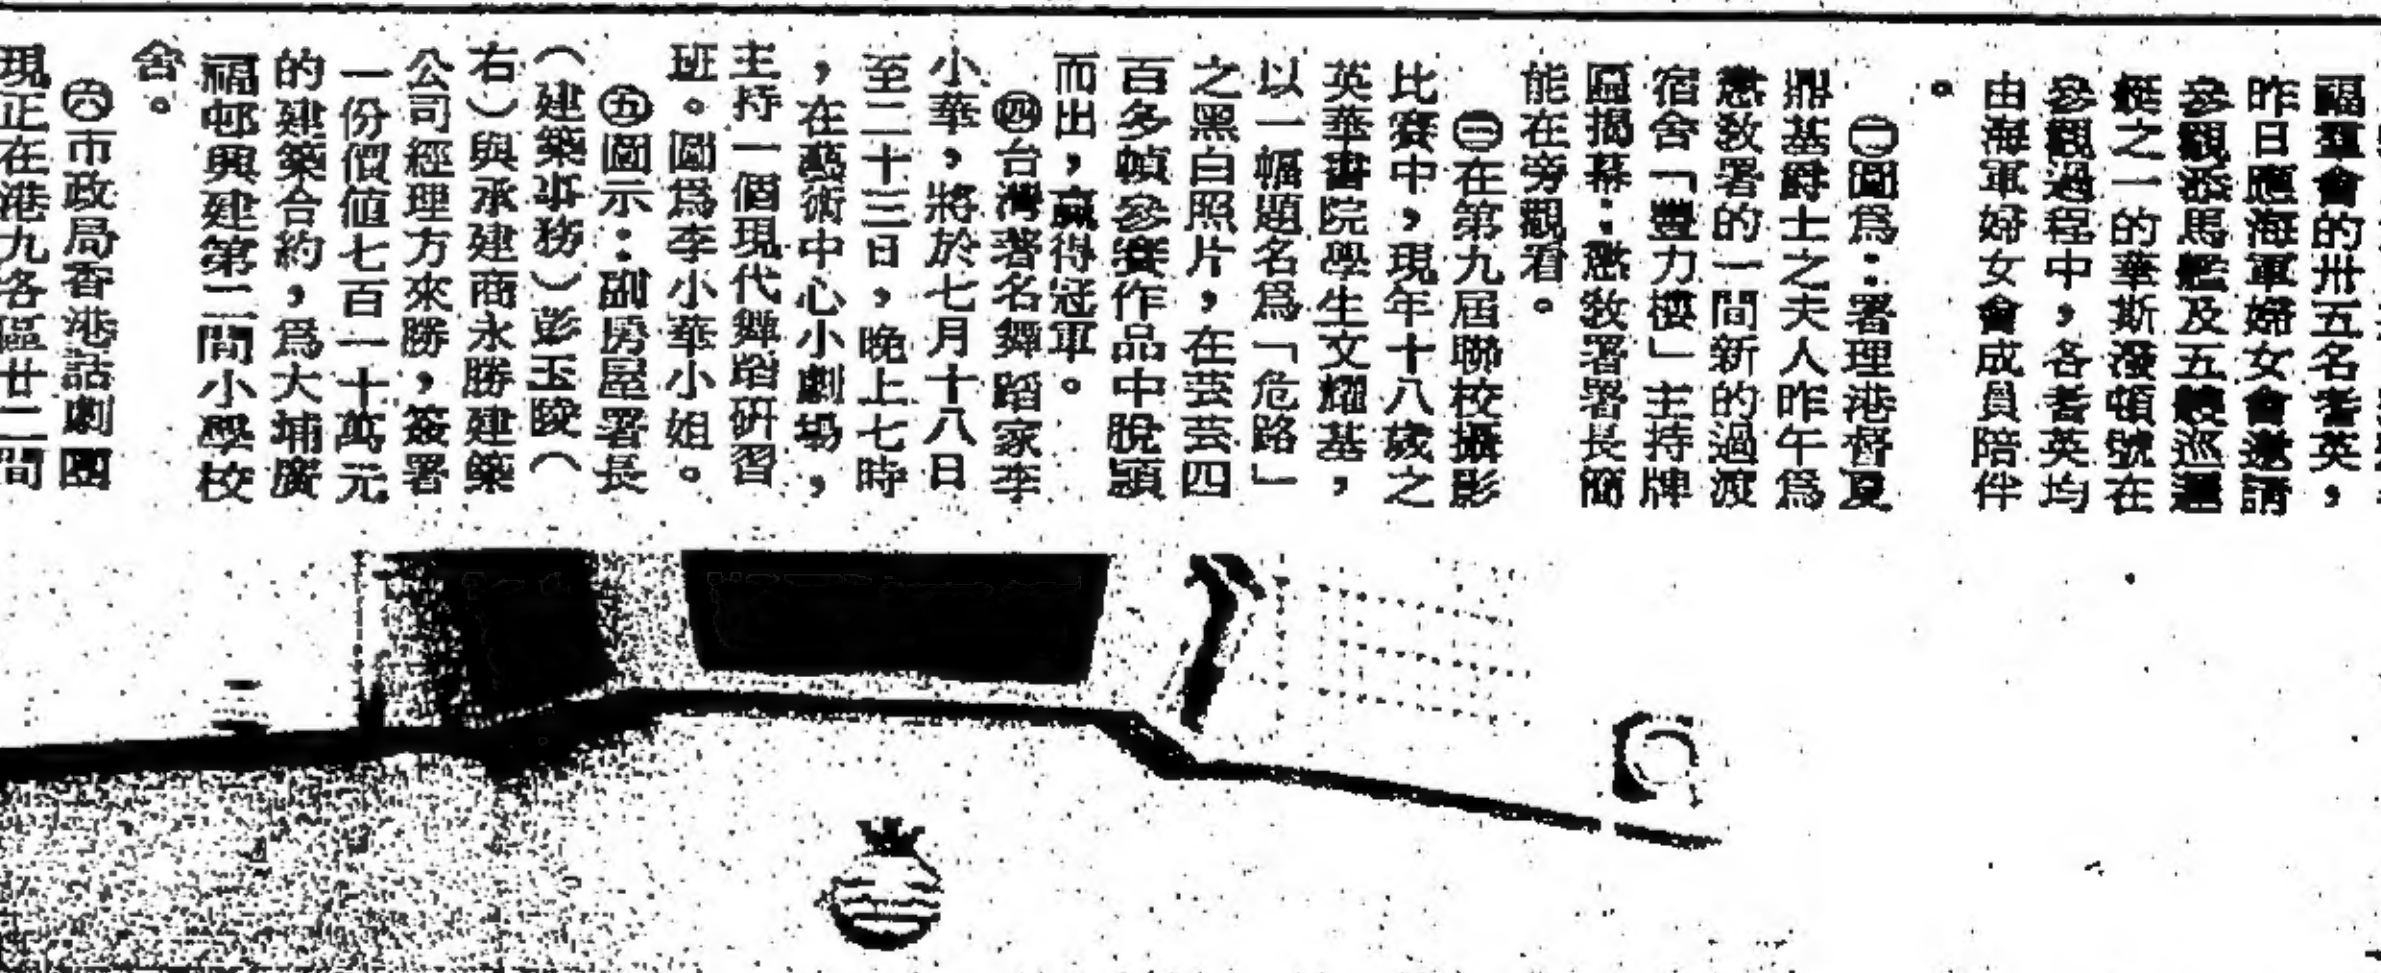 福羣會的卅五名耆英，
昨日應海軍婦女會邀請
參觀添馬艦及五艘巡邏
艇之一的華斯潑頓號在
參觀過程中，各耆英均
由海軍婦女會成員陪伴
。
㊁圖爲：署理港督夏
鼎基爵士之夫人昨午爲
懲敎署的一間新的過渡
宿舍「豐力樓」主持牌
匾揭幕；懲敎署署長簡
能在旁觀看。
㊂在第九屆聯校攝影
比賽中，現年十八歲之
英華書院學生文耀基，
以一幅題名爲「危路」
之黑白照片，在芸芸四
百多幀參賽作品中脫穎
而出，贏得冠軍。
㊃台灣著名舞蹈家李
小華，將於七月十八日
至二十三日，晚上七時
，在藝術中心小劇場，
主持一個現代舞蹈研習
班。圖爲李小華小姐。
㊄圖示：副房屋署長
（建築事務）彭玉陵（
右）與承建商永勝建築
公司經理方來勝，簽署
一份價值七百一十萬元
的建築合約，爲大埔廣
福邨興建第二間小學校
舍。
㊅市政局香港話劇團
現正在港九各區廿二間